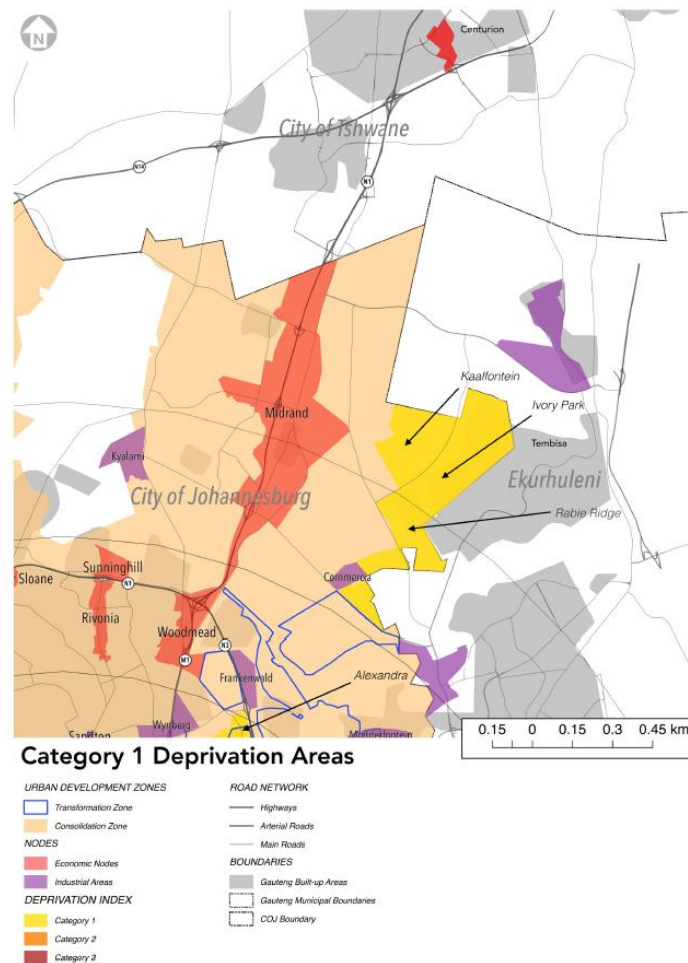 N
Centurion
City of Tshwane
N14
N1
Kaalfontein
Ivory Park
Midrand
Tembisa
Kyalami
Ekurhuleni
City of Johannesburg
Rabie Ridge
Sunninghill
Commercia
Sloane
N1
Rivonia
Woodmead
N3
M1
Frankenwald
Alexandra
Wynberg
Sandton
0.15 0 0.15 0.3 0.45 km
Category 1 Deprivation Areas
URBAN DEVELOPMENT ZONES
Transformation Zone
Consolidation Zone
NODES
Economic Nodes
Industrial Areas
DEPRIVATION INDEX
Category 1
Category 2
Category 3
ROAD NETWORK
Highways
Arterial Roads
Main Roads
BOUNDARIES
Gauteng Built-up Areas
Gauteng Municipal Boundaries
COJ Boundary